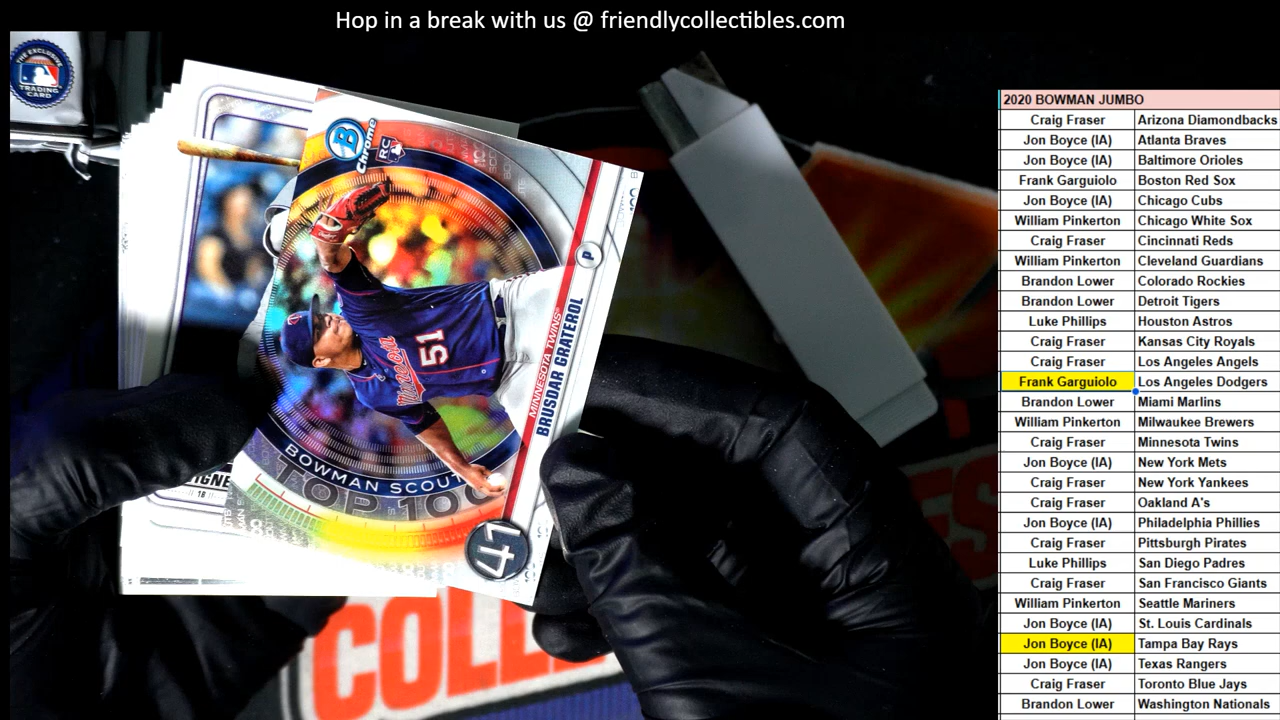 Hop in a break with us @ friendlycollectibles.com
THE EXCLUSIVE
MLB
TRADING
CARD
B
Chrome
RC
P
MINNESOTA TWINS
BRUSDAR GRATEROL
51
BOWMAN SCOUTS
TOP 100
47
18
COLL
2020 BOWMAN JUMBO
Craig Fraser Arizona Diamondbacks
Jon Boyce (IA) Atlanta Braves
Jon Boyce (IA) Baltimore Orioles
Frank Garguiolo Boston Red Sox
Jon Boyce (IA) Chicago Cubs
William Pinkerton Chicago White Sox
Craig Fraser Cincinnati Reds
William Pinkerton Cleveland Guardians
Brandon Lower Colorado Rockies
Brandon Lower Detroit Tigers
Luke Phillips Houston Astros
Craig Fraser Kansas City Royals
Craig Fraser Los Angeles Angels
Frank Garguiolo Los Angeles Dodgers
Brandon Lower Miami Marlins
William Pinkerton Milwaukee Brewers
Craig Fraser Minnesota Twins
Jon Boyce (IA) New York Mets
Craig Fraser New York Yankees
Craig Fraser Oakland A's
Jon Boyce (IA) Philadelphia Phillies
Craig Fraser Pittsburgh Pirates
Luke Phillips San Diego Padres
Craig Fraser San Francisco Giants
William Pinkerton Seattle Mariners
Jon Boyce (IA) St. Louis Cardinals
Jon Boyce (IA) Tampa Bay Rays
Jon Boyce (IA) Texas Rangers
Craig Fraser Toronto Blue Jays
Brandon Lower Washington Nationals